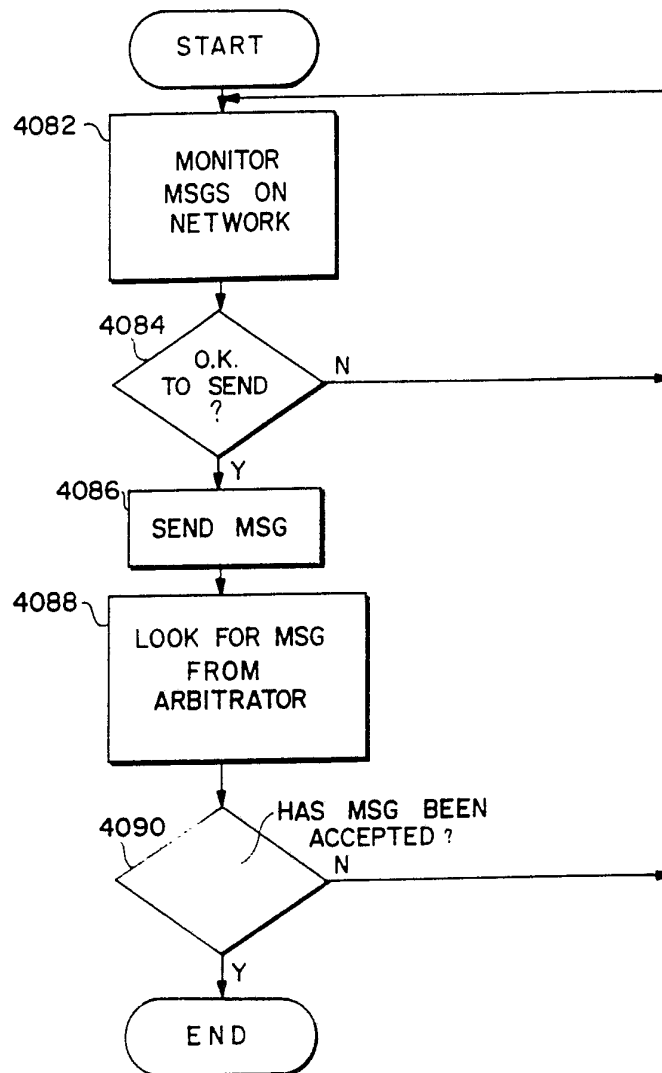 START
4082
MONITOR
MSGS ON
NETWORK
4084
O.K.
TO SEND
?
N
Y
4086
SEND MSG
4088
LOOK FOR MSG
FROM
ARBITRATOR
4090
HAS MSG BEEN
ACCEPTED ?
N
Y
END